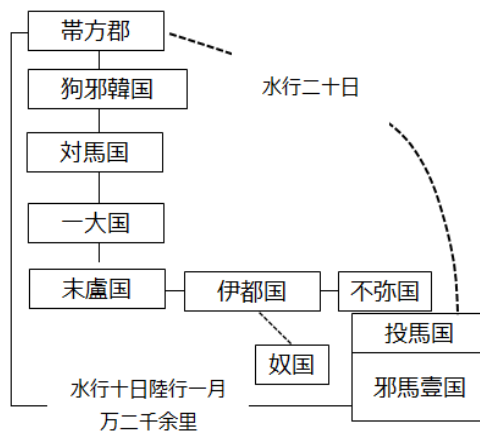 帯方郡
水行二十日
狗邪韓国
対馬国
一大国
末盧国
伊都国
不弥国
投馬国
奴国
邪馬壹国
水行十日陸行一月
万二千余里